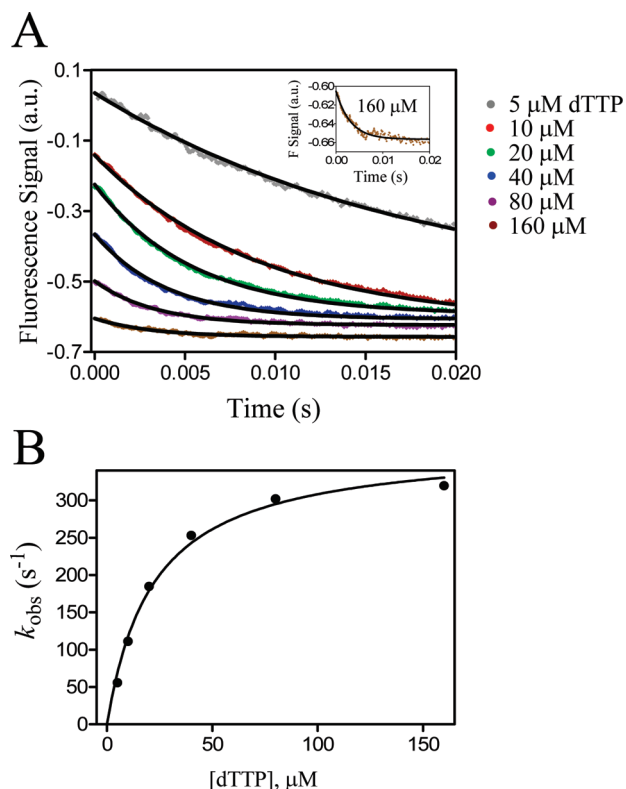 A
Fluorescence Signal (a.u.)
0.1
-0.1
-0.3
-0.5
-0.7
0.000 0.005 0.010 0.015 0.020
Time (s)
F Signal (a.u.)
-0.60
-0.62
-0.64
-0.66
160 μM
0.00 0.01 0.02
Time (s)
5 μM dTTP
10 μM
20 μM
40 μM
80 μM
160 μM
B
kobs (s-1)
300
250
200
150
100
50
0
0 50 100 150
[dTTP], μM